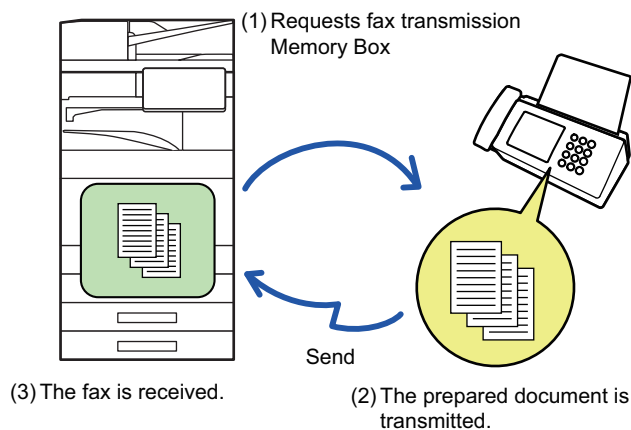 (1) Requests fax transmission
Memory Box
Send
(3) The fax is received.
(2) The prepared document is
transmitted.